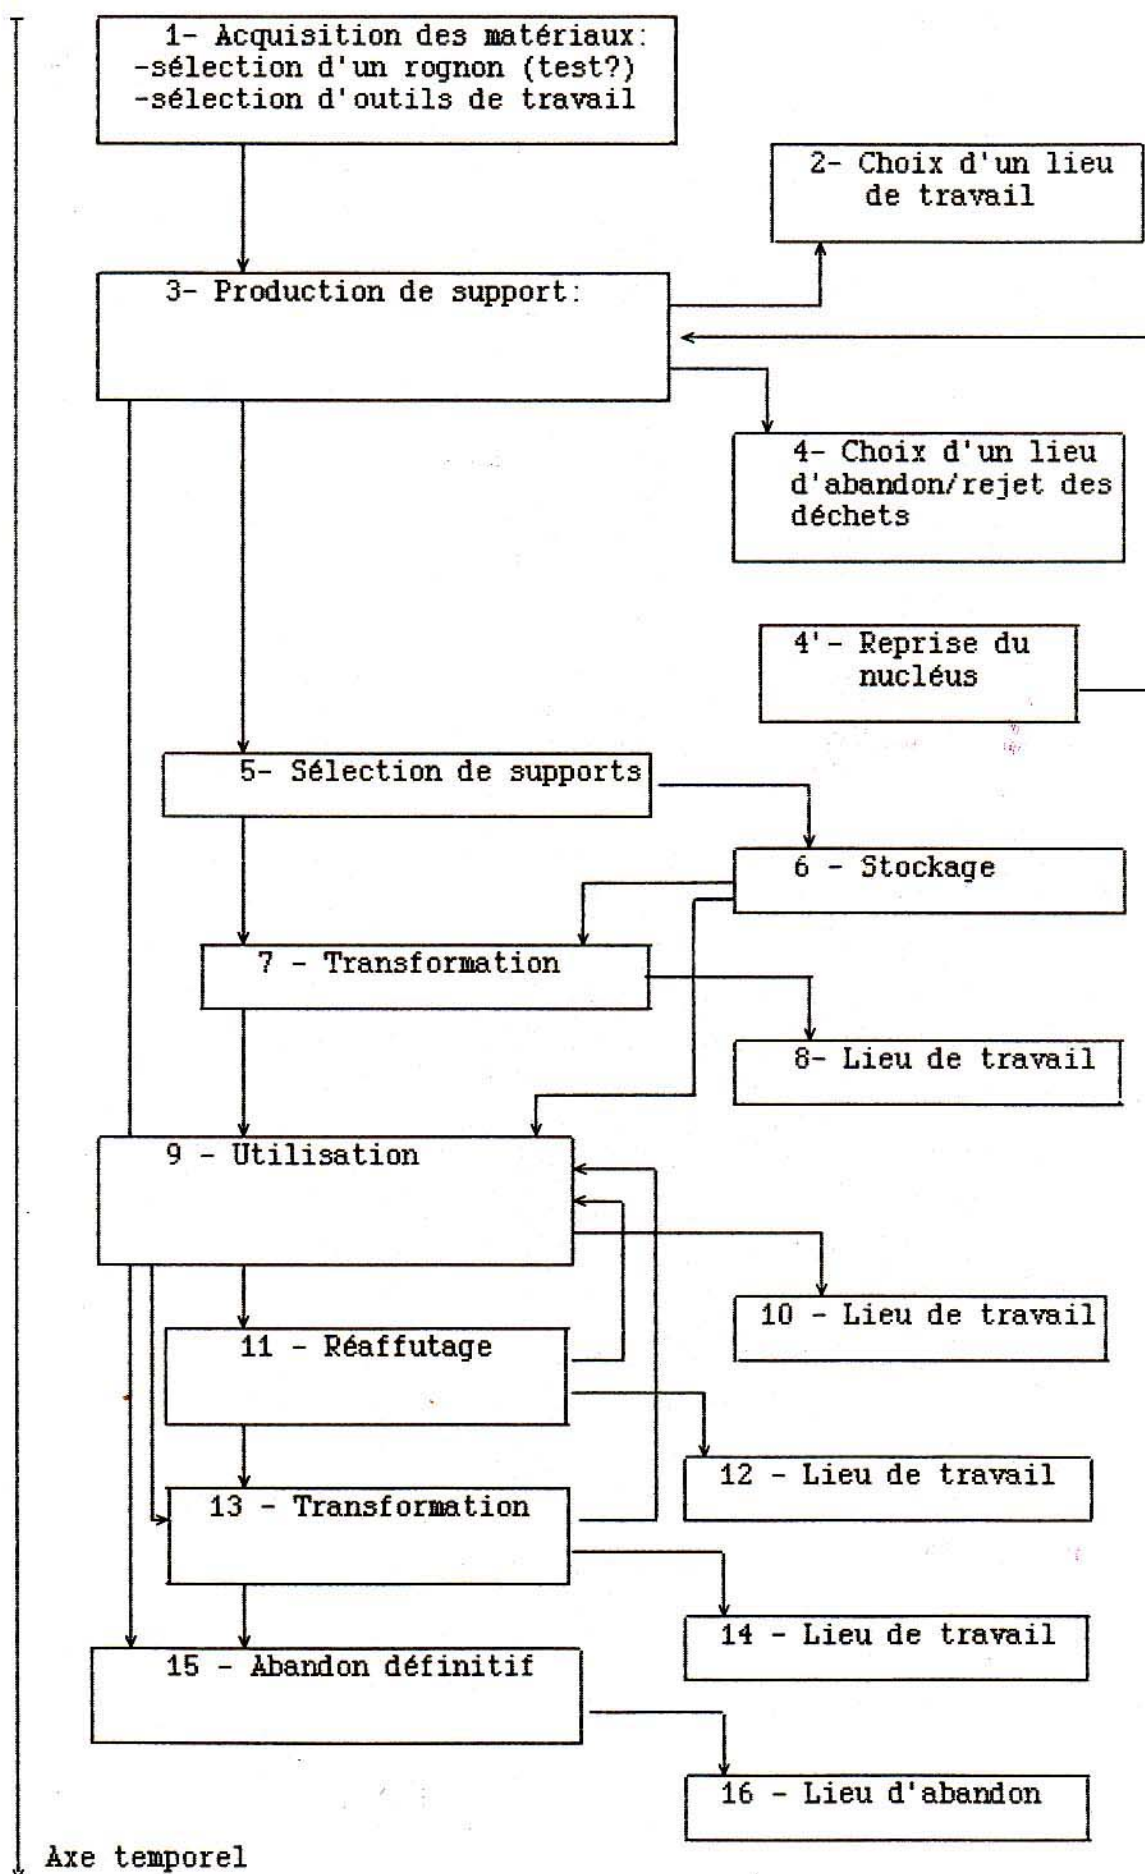 1- Acquisition des matériaux:
-sélection d'un rognon (test?)
-sélection d'outils de travail
2- Choix d'un lieu
de travail
3- Production de support:
4- Choix d'un lieu
d'abandon/rejet des
déchets
4'- Reprise du
nucléus
5- Sélection de supports
6 - Stockage
7 - Transformation
8- Lieu de travail
9 - Utilisation
10 - Lieu de travail
11 - Réaffutage
12 - Lieu de travail
13 - Transformation
14 - Lieu de travail
15 - Abandon définitif
16 - Lieu d'abandon
Axe temporel